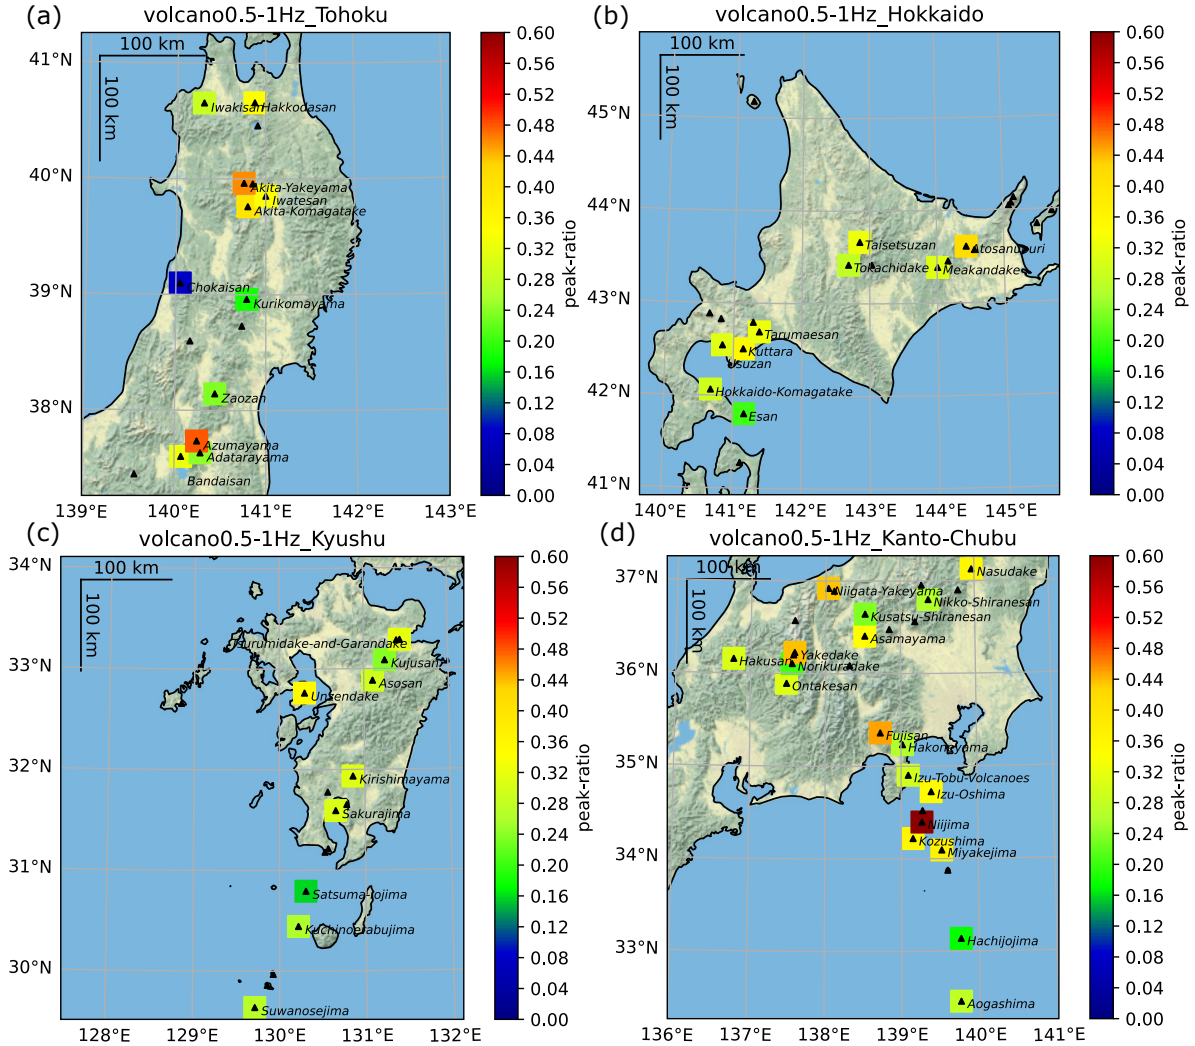 (a)
volcano0.5-1Hz_Tohoku
100 km
100 km
41°N
40°N
39°N
38°N
139°E
140°E
141°E
142°E
143°E
Iwakisan
Hakkodasan
Akita-Yakeyama
Iwatesan
Akita-Komagatake
Chokaisan
Kurikomayama
Zaozan
Azumayama
Adatarayama
Bandaisan
0.60
0.56
0.52
0.48
0.44
0.40
0.36
0.32
0.28
0.24
0.20
0.16
0.12
0.08
0.04
0.00
peak-ratio
(b)
volcano0.5-1Hz_Hokkaido
100 km
100 km
45°N
44°N
43°N
42°N
41°N
140°E
141°E
142°E
143°E
144°E
145°E
Taisetsuzan
Tokachidake
Atosanupuri
Meakandake
Tarumaesan
Kuttara
Usuzan
Hokkaido-Komagatake
Esan
0.60
0.56
0.52
0.48
0.44
0.40
0.36
0.32
0.28
0.24
0.20
0.16
0.12
0.08
0.04
0.00
peak-ratio
(c)
volcano0.5-1Hz_Kyushu
100 km
100 km
34°N
33°N
32°N
31°N
30°N
128°E
129°E
130°E
131°E
132°E
Tsurumidake-and-Garandake
Kujusan
Asosan
Unzendake
Kirishimayama
Sakurajima
Satsuma-Iojima
Kuchinoerabujima
Suwanosejima
0.60
0.56
0.52
0.48
0.44
0.40
0.36
0.32
0.28
0.24
0.20
0.16
0.12
0.08
0.04
0.00
peak-ratio
(d)
volcano0.5-1Hz_Kanto-Chubu
100 km
100 km
37°N
36°N
35°N
34°N
33°N
136°E
137°E
138°E
139°E
140°E
141°E
Nasudake
Niigata-Yakeyama
Nikko-Shiranesan
Kusatsu-Shiranesan
Asamayama
Yakedake
Hakusan
Norikuradake
Ontakesan
Fujisan
Hakoneyama
Izu-Tobu-Volcanoes
Izu-Oshima
Niijima
Kozushima
Miyakejima
Hachijojima
Aogashima
0.60
0.56
0.52
0.48
0.44
0.40
0.36
0.32
0.28
0.24
0.20
0.16
0.12
0.08
0.04
0.00
peak-ratio